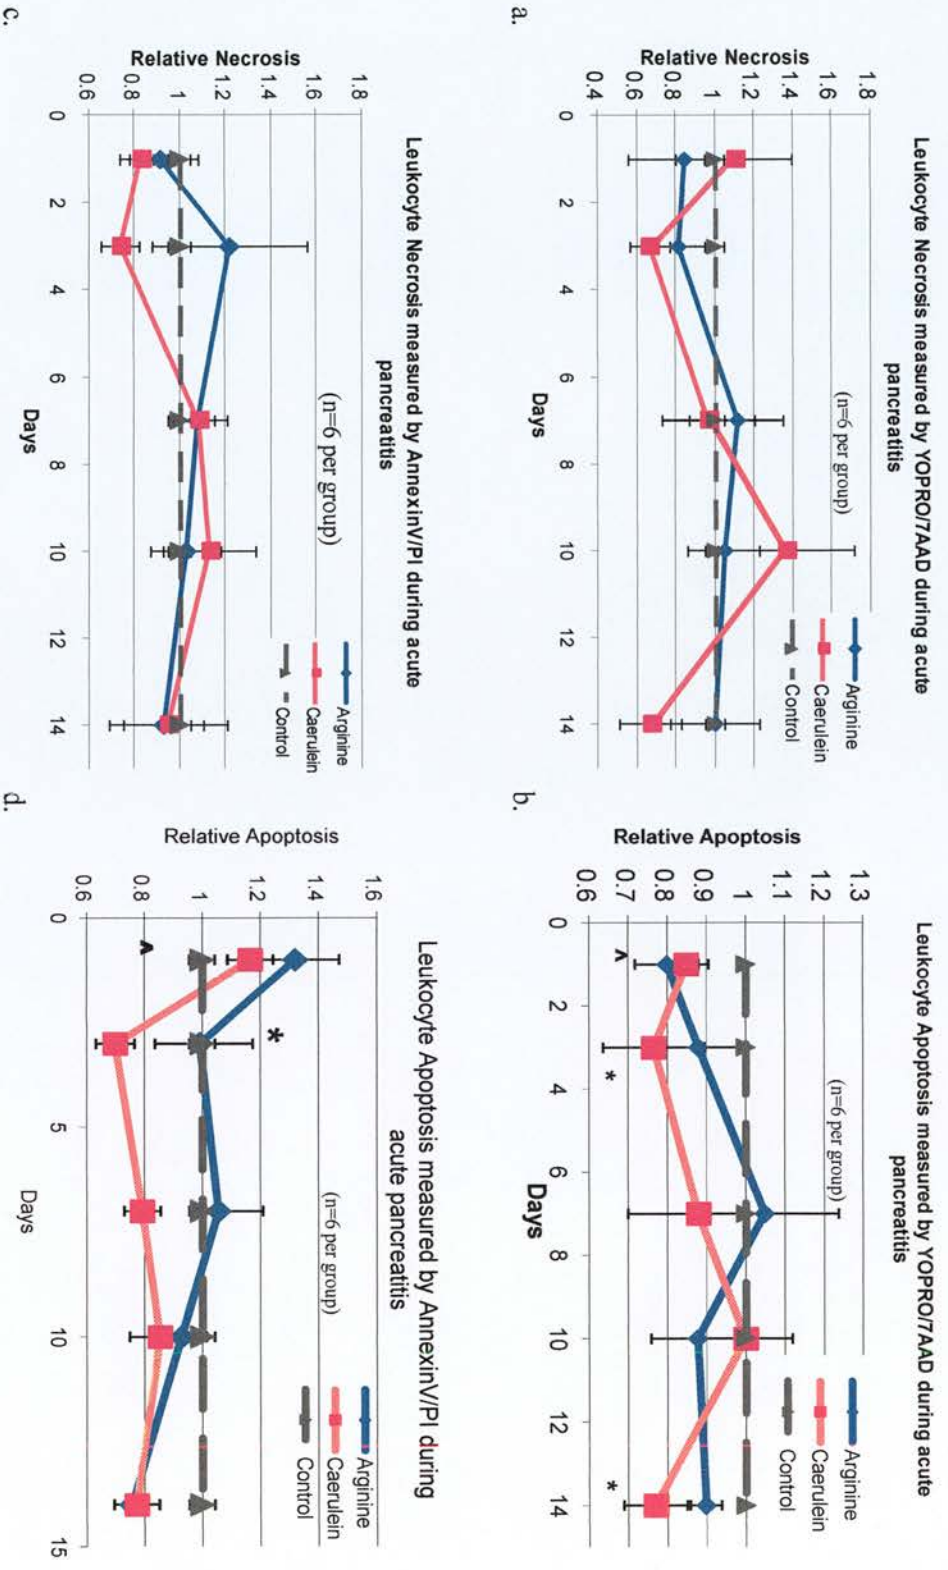 a.
Leukocyte Necrosis measured by YOPRO/7AAD during acute
pancreatitis
Relative Necrosis
1.8
1.6
1.4
1.2
1
0.8
0.6
0.4
0
2
4
6
8
10
12
14
Days
(n=6 per group)
Arginine
Caerulein
Control
b.
Leukocyte Apoptosis measured by YOPRO/7AAD during acute
pancreatitis
Relative Apoptosis
1.3
1.2
1.1
1
0.9
0.8
0.7
0.6
0
2
4
6
8
10
12
14
Days
(n=6 per group)
Arginine
Caerulein
Control
v
*
*
c.
Leukocyte Necrosis measured by AnnexinV/PI during acute
pancreatitis
Relative Necrosis
1.8
1.6
1.4
1.2
1
0.8
0.6
0
2
4
6
8
10
12
14
Days
(n=6 per group)
Arginine
Caerulein
Control
d.
Leukocyte Apoptosis measured by AnnexinV/PI during
acute pancreatitis
Relative Apoptosis
1.6
1.4
1.2
1
0.8
0.6
0
5
10
15
Days
(n=6 per group)
Arginine
Caerulein
Control
v
*